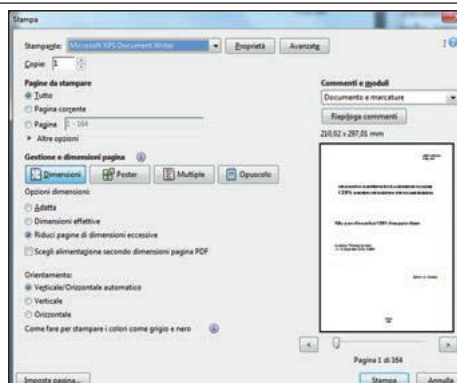 Stampa
Stampante: Microsoft XPS Document Writer Proprietà Avanzate
Copie: 1
Pagine da stampare
Tutto
Pagina corrente
Pagine 1 - 164
Altre opzioni
Gestione e dimensioni pagina
Dimensioni Poster Multiple Opuscolo
Opzioni dimensioni:
Adatta
Dimensioni effettive
Riduci pagine di dimensioni eccessive
Scegli alimentazione secondo dimensioni pagina PDF
Orientamento:
Verticale/Orizzontale automatico
Verticale
Orizzontale
Come fare per stampare i colori come grigio e nero
Imposta pagina...
Commenti e moduli
Documento e marcature
Riepiloga commenti
210,02 x 297,01 mm
Pagina 1 di 164
Stampa Annulla